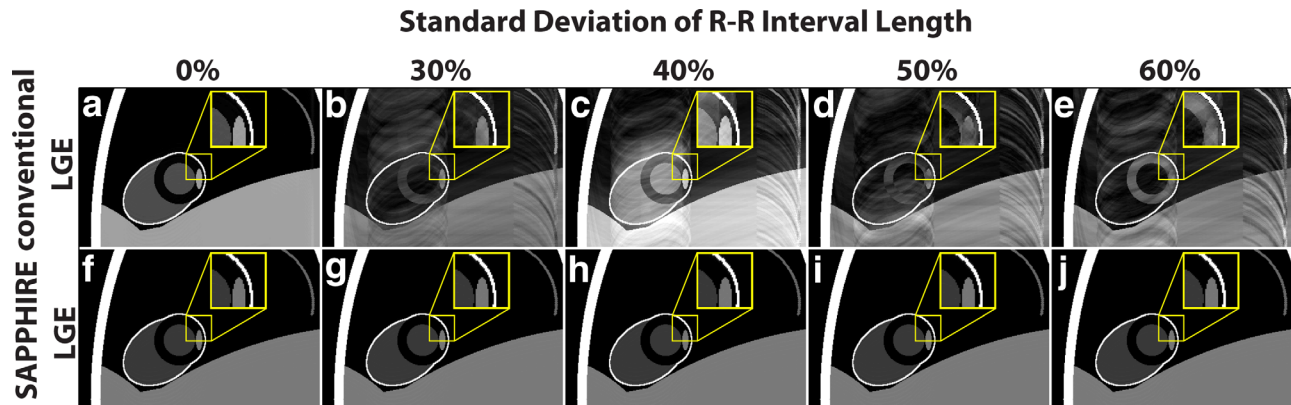 Standard Deviation of R-R Interval Length
0% 30% 40% 50% 60%
conventional LGE
a b c d e
SAPPHIRE LGE
f g h i j